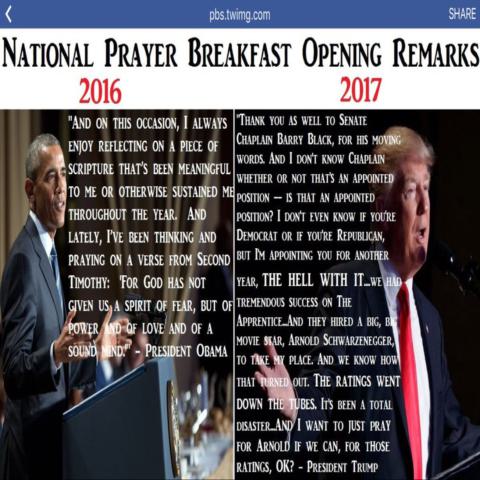 pbs.twimg.com
SHARE
National Prayer Breakfast Opening Remarks
2016
2017
"And on this occasion, I always
enjoy reflecting on a piece of
scripture that's been meaningful
to me or otherwise sustained me
throughout the year. And
lately, I've been thinking and
praying on a verse from Second
Timothy: 'For God has not
given us a spirit of fear, but of
power and of love and of a
sound mind.'" - President Obama
"Thank you as well to Senate
Chaplain Barry Black, for his moving
words. And I don't know Chaplain
whether or not that's an appointed
position — is that an appointed
position? I don't even know if you're
Democrat or if you're Republican,
but I'm appointing you for another
year, THE HELL WITH IT...we had
tremendous success on The
Apprentice...And they hired a big, big
movie star, Arnold Schwarzenegger,
to take my place. And we know how
that turned out. The ratings went
down the tubes. It's been a total
disaster...And I want to just pray
for Arnold if we can, for those
ratings, OK? - President Trump